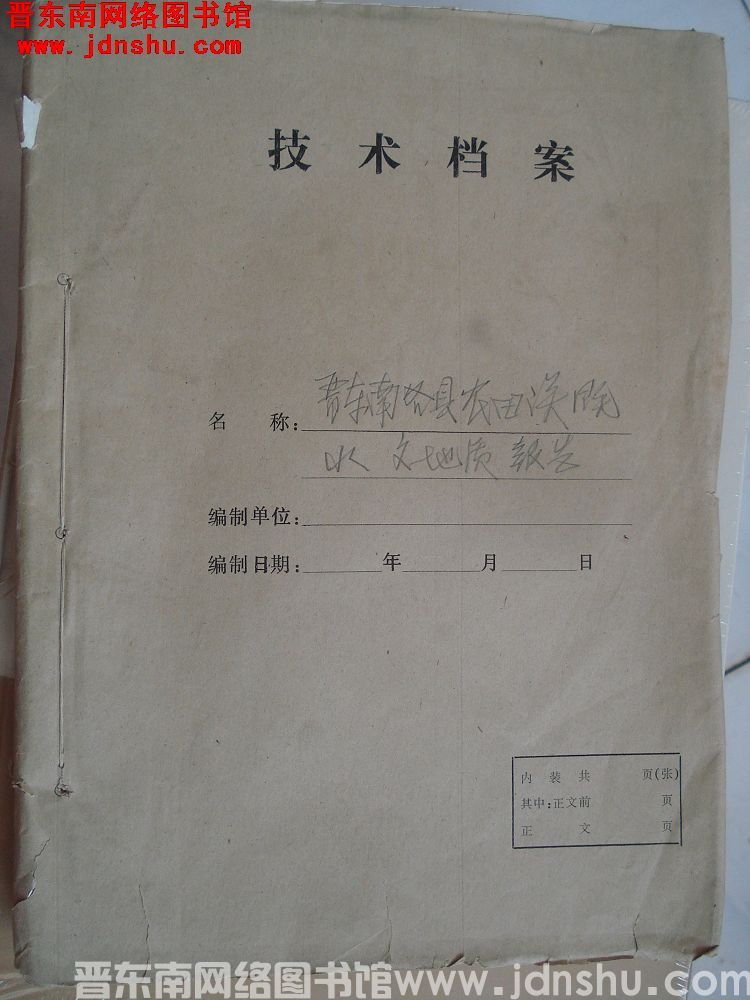 晋东南网络图书馆
www.jdnshu.com
技术档案
名称：晋东南各县农田
水文地质报告
编制单位：
编制日期： 年 月 日
内装共 页(张)
其中：正文前 页
正文 页
晋东南网络图书馆www.jdnshu.com